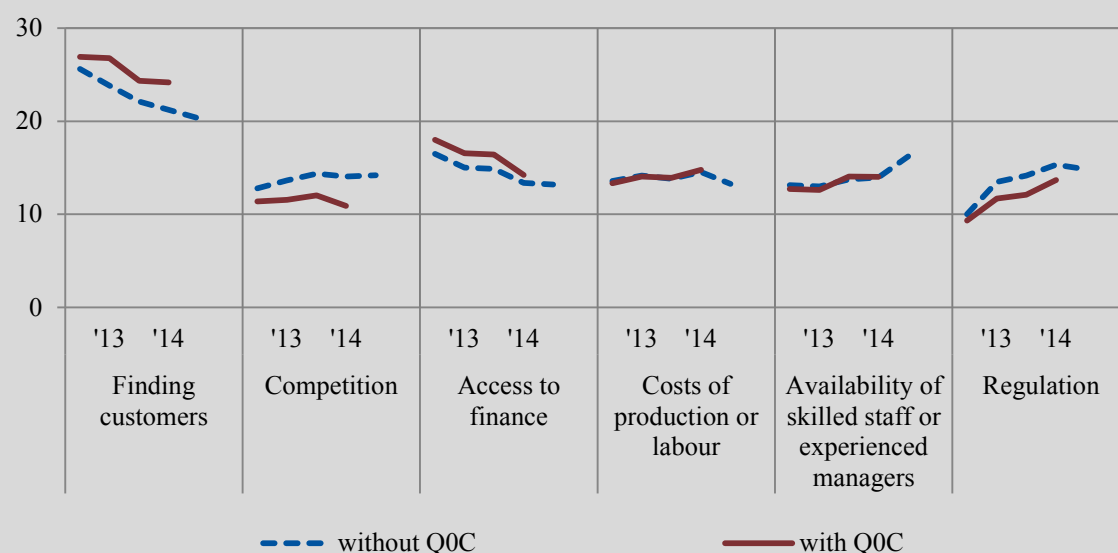 30
20
10
0
'13 '14 '13 '14 '13 '14 '13 '14 '13 '14 '13 '14
Finding
customers
Competition
Access to
finance
Costs of
production or
labour
Availability of
skilled staff or
experienced
managers
Regulation
without Q0C
with Q0C